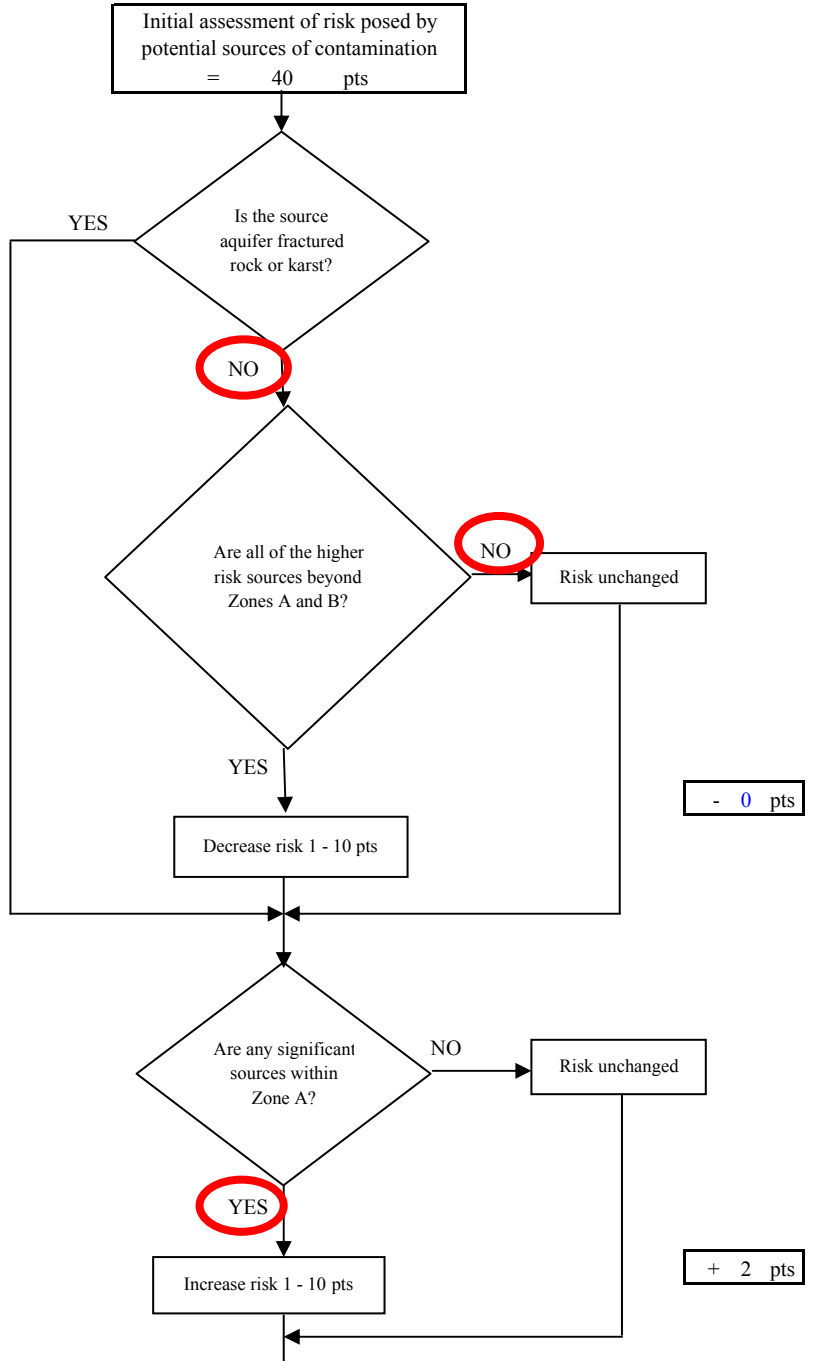 Initial assessment of risk posed by
potential sources of contamination
= 40 pts
YES
Is the source
aquifer fractured
rock or karst?
NO
Are all of the higher
risk sources beyond
Zones A and B?
NO
Risk unchanged
YES
- 0 pts
Decrease risk 1 - 10 pts
Are any significant
sources within
Zone A?
NO
Risk unchanged
YES
Increase risk 1 - 10 pts
+ 2 pts